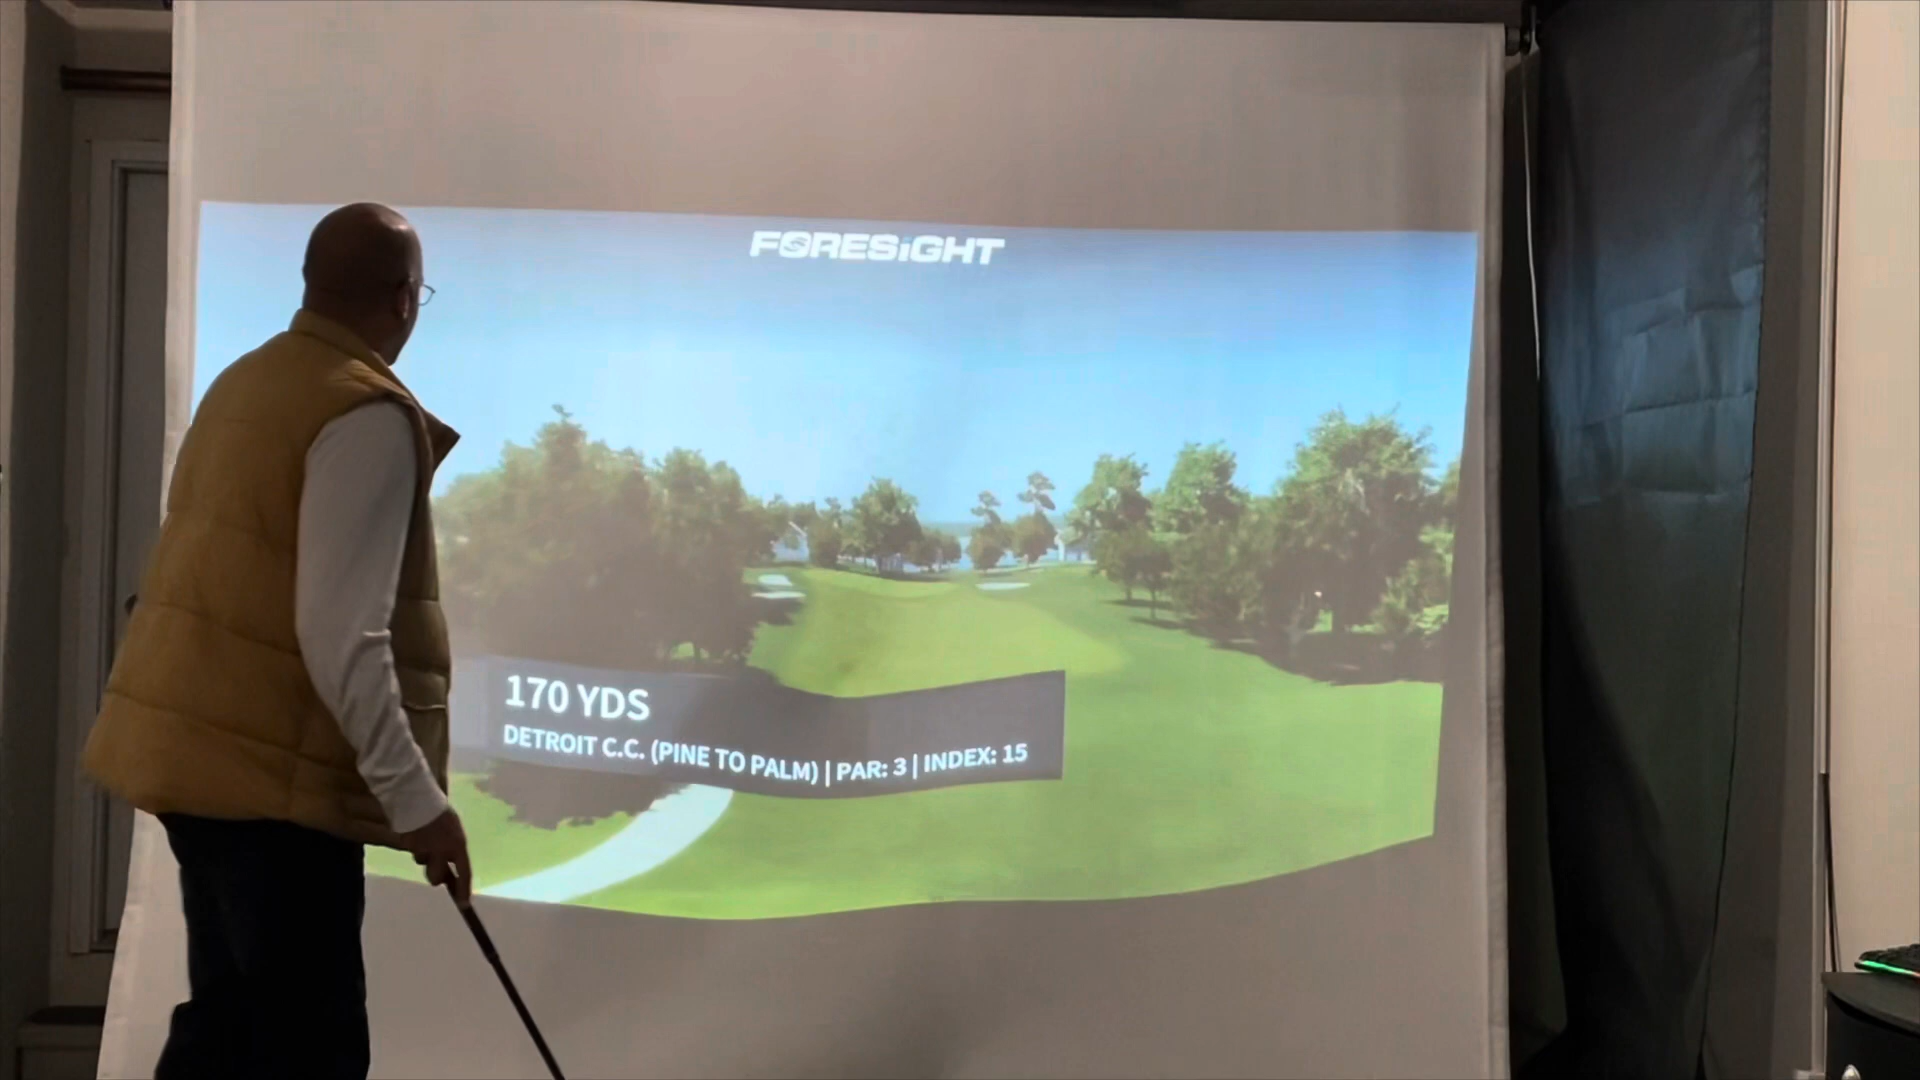 FORESiGHT
170 YDS
DETROIT C.C. (PINE TO PALM) | PAR: 3 | INDEX: 15